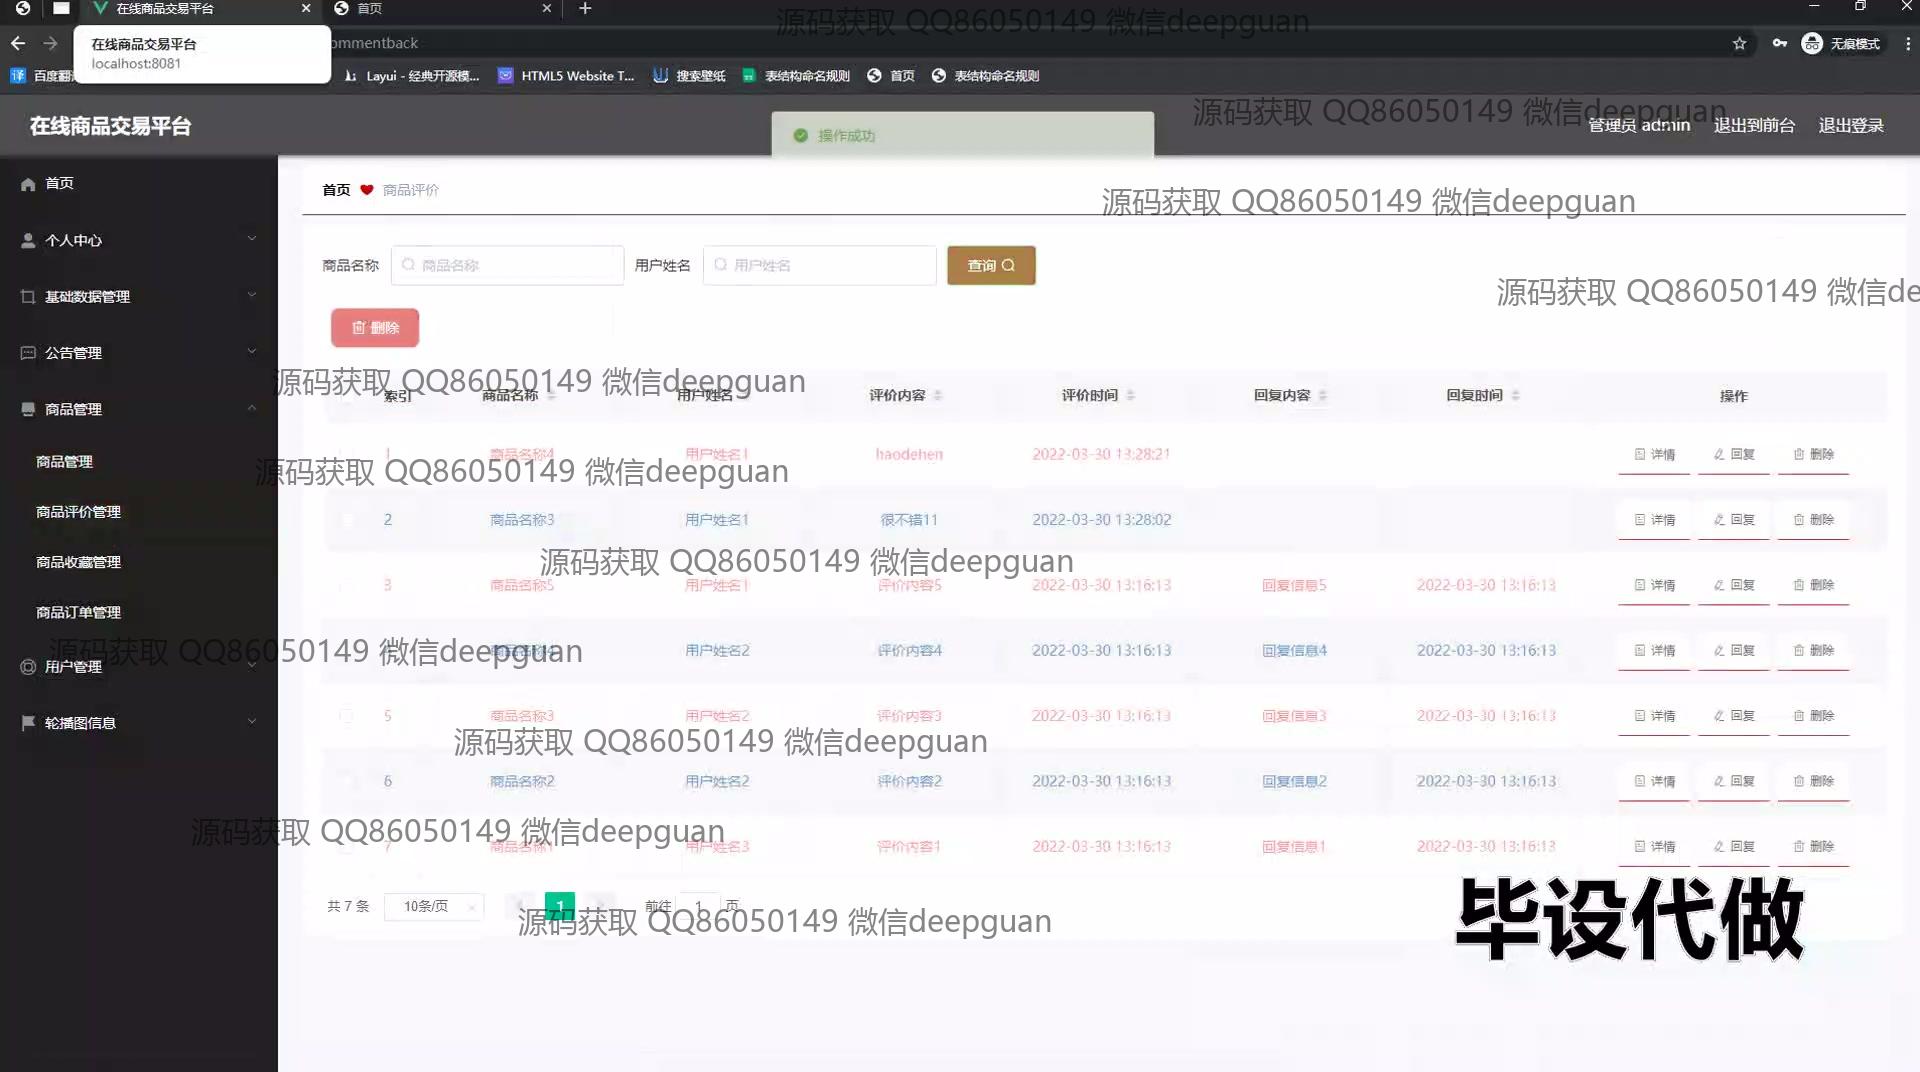 在线商品交易平台
首页
源码获取 QQ86050149 微信deepguan
在线商品交易平台
localhost:8081
ommentback
无痕模式
百度翻
Layui - 经典开源模...
HTML5 Website T...
搜索壁纸
表结构命名规则
首页
表结构命名规则
源码获取 QQ86050149 微信deepguan
在线商品交易平台
操作成功
管理员 admin
退出到前台
退出登录
首页
个人中心
基础数据管理
公告管理
商品管理
商品管理
商品评价管理
商品收藏管理
商品订单管理
用户管理
轮播图信息
首页 商品评价
源码获取 QQ86050149 微信deepguan
商品名称 商品名称 用户姓名 用户姓名 查询
源码获取 QQ86050149 微信de
删除
源码获取 QQ86050149 微信deepguan
索引 商品名称 用户姓名 评价内容 评价时间 回复内容 回复时间 操作
1 商品名称4 用户姓名1 haodehen 2022-03-30 13:28:21 详情 回复 删除
源码获取 QQ86050149 微信deepguan
2 商品名称3 用户姓名1 很不错11 2022-03-30 13:28:02 详情 回复 删除
源码获取 QQ86050149 微信deepguan
3 商品名称5 用户姓名1 评价内容5 2022-03-30 13:16:13 回复信息5 2022-03-30 13:16:13 详情 回复 删除
源码获取 QQ86050149 微信deepguan
商品名称4 用户姓名2 评价内容4 2022-03-30 13:16:13 回复信息4 2022-03-30 13:16:13 详情 回复 删除
5 商品名称3 用户姓名2 评价内容3 2022-03-30 13:16:13 回复信息3 2022-03-30 13:16:13 详情 回复 删除
源码获取 QQ86050149 微信deepguan
6 商品名称2 用户姓名2 评价内容2 2022-03-30 13:16:13 回复信息2 2022-03-30 13:16:13 详情 回复 删除
源码获取 QQ86050149 微信deepguan
7 商品名称1 用户姓名3 评价内容1 2022-03-30 13:16:13 回复信息1 2022-03-30 13:16:13 详情 回复 删除
共 7 条 10条/页 1 前往 1 页
源码获取 QQ86050149 微信deepguan
毕设代做